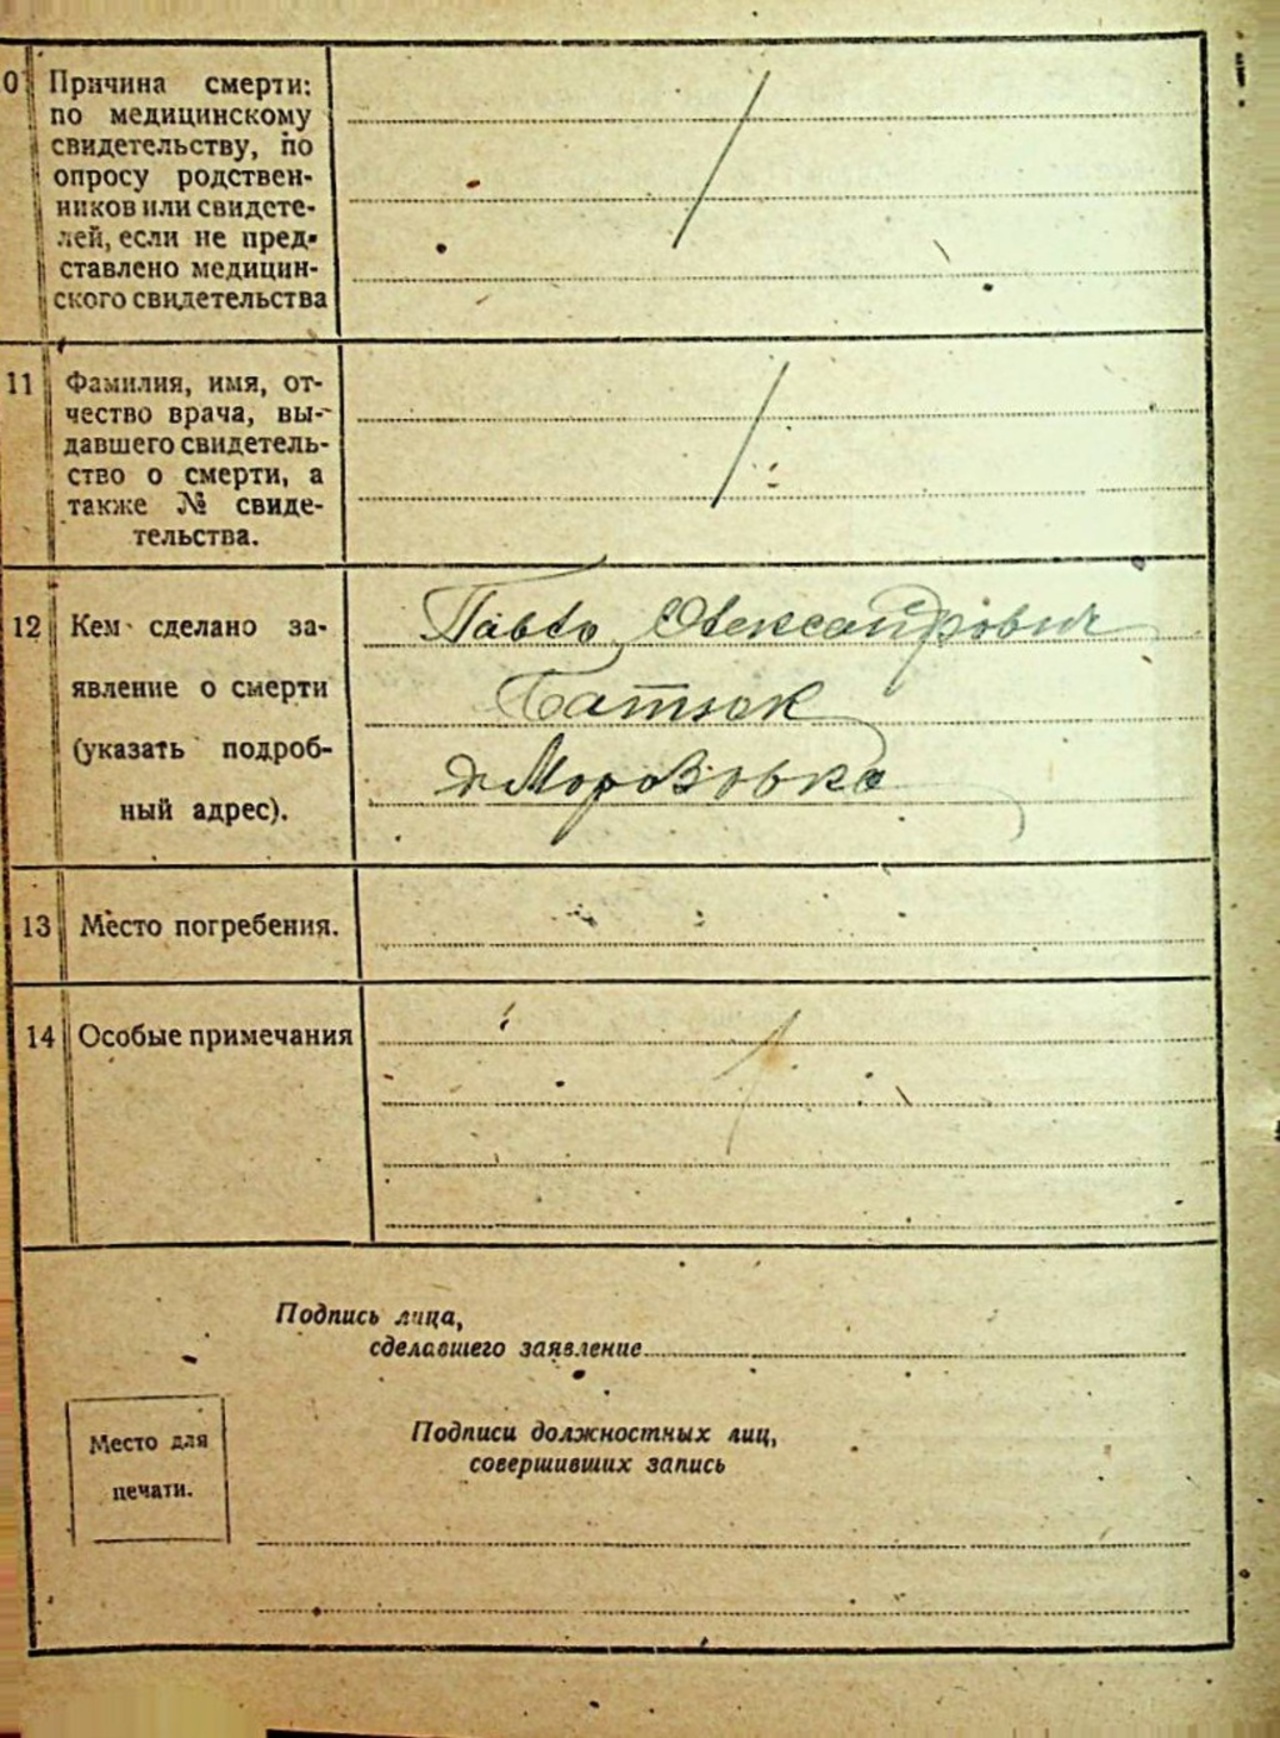 0 Причина смерти:
по медицинскому
свидетельству, по
опросу родствен-
ников или свидете-
лей, если не пред-
ставлено медицин-
ского свидетельства
11 Фамилия, имя, от-
чество врача, вы-
давшего свидетель-
ство о смерти, а
также № свиде-
тельства.
12 Кем сделано за-
явление о смерти
(указать подроб-
ный адрес).
Павло Олександрович
Батюк
Морозовка
13 Место погребения.
14 Особые примечания
Подпись лица,
сделавшего заявление
Место для
печати.
Подписи должностных лиц,
совершивших запись